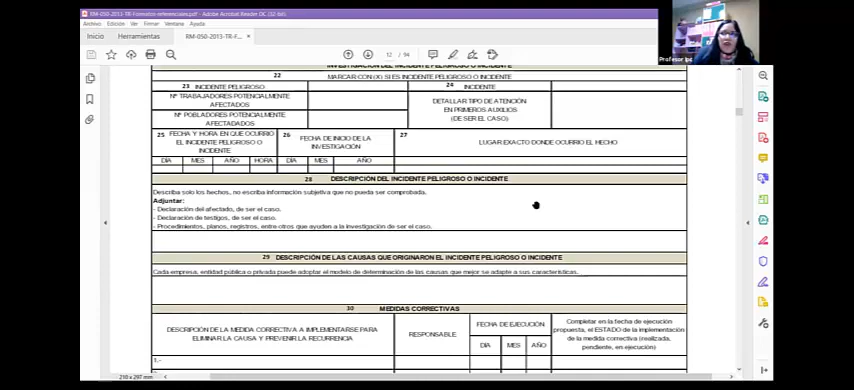 RM-050-2013-TR-Formatos referenciales.pdf - Adobe Acrobat Reader DC (32-bit)
Archivo Edición Ver Firmar Ventana Ayuda
Inicio Herramientas RM-050-2013-TR-F... ×
12 / 94
Profesor ipc
INVESTIGACIÓN DEL INCIDENTE PELIGROSO O INCIDENTE
22 MARCAR CON (X) SI ES INCIDENTE PELIGROSO O INCIDENTE
23 INCIDENTE PELIGROSO 24 INCIDENTE
Nº TRABAJADORES POTENCIALMENTE AFECTADOS
DETALLAR TIPO DE ATENCIÓN EN PRIMEROS AUXILIOS (DE SER EL CASO)
Nº POBLADORES POTENCIALMENTE AFECTADADOS
25 FECHA Y HORA EN QUE OCURRIÓ EL INCIDENTE PELIGROSO O INCIDENTE
26 FECHA DE INICIO DE LA INVESTIGACIÓN
27 LUGAR EXACTO DONDE OCURRIÓ EL HECHO
DÍA MES AÑO HORA DÍA MES AÑO
28 DESCRIPCIÓN DEL INCIDENTE PELIGROSO O INCIDENTE
Describa solo los hechos, no escriba información subjetiva que no pueda ser comprobada.
Adjuntar:
- Declaración del afectado, de ser el caso.
- Declaración de testigos, de ser el caso.
- Procedimientos, planos, registros, entre otros que ayuden a la investigación de ser el caso.
29 DESCRIPCIÓN DE LAS CAUSAS QUE ORIGINARON EL INCIDENTE PELIGROSO O INCIDENTE
Cada empresa, entidad pública o privada puede adoptar el modelo de determinación de las causas que mejor se adapte a sus características.
30 MEDIDAS CORRECTIVAS
DESCRIPCIÓN DE LA MEDIDA CORRECTIVA A IMPLEMENTARSE PARA ELIMINAR LA CAUSA Y PREVENIR LA RECURRENCIA
RESPONSABLE
FECHA DE EJECUCIÓN
DÍA MES AÑO
Completar en la fecha de ejecución propuesta, el ESTADO de la implementación de la medida correctiva (realizada, pendiente, en ejecución)
1.-
210 x 297 mm